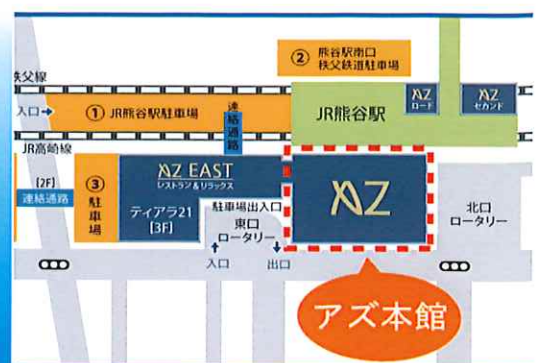 ② 熊谷駅南口
秩父鉄道駐車場
秩父線
入口→
① JR熊谷駅駐車場
連絡通路
JR熊谷駅
AZ
ロード
AZ
セカンド
JR高崎線
[2F]
連絡通路
③
駐車場
AZ EAST
レストラン&リラックス
ティアラ21
[3F]
駐車場出入口
東口
ロータリー
↑
入口
↓
出口
AZ
北口
ロータリー
アズ本館